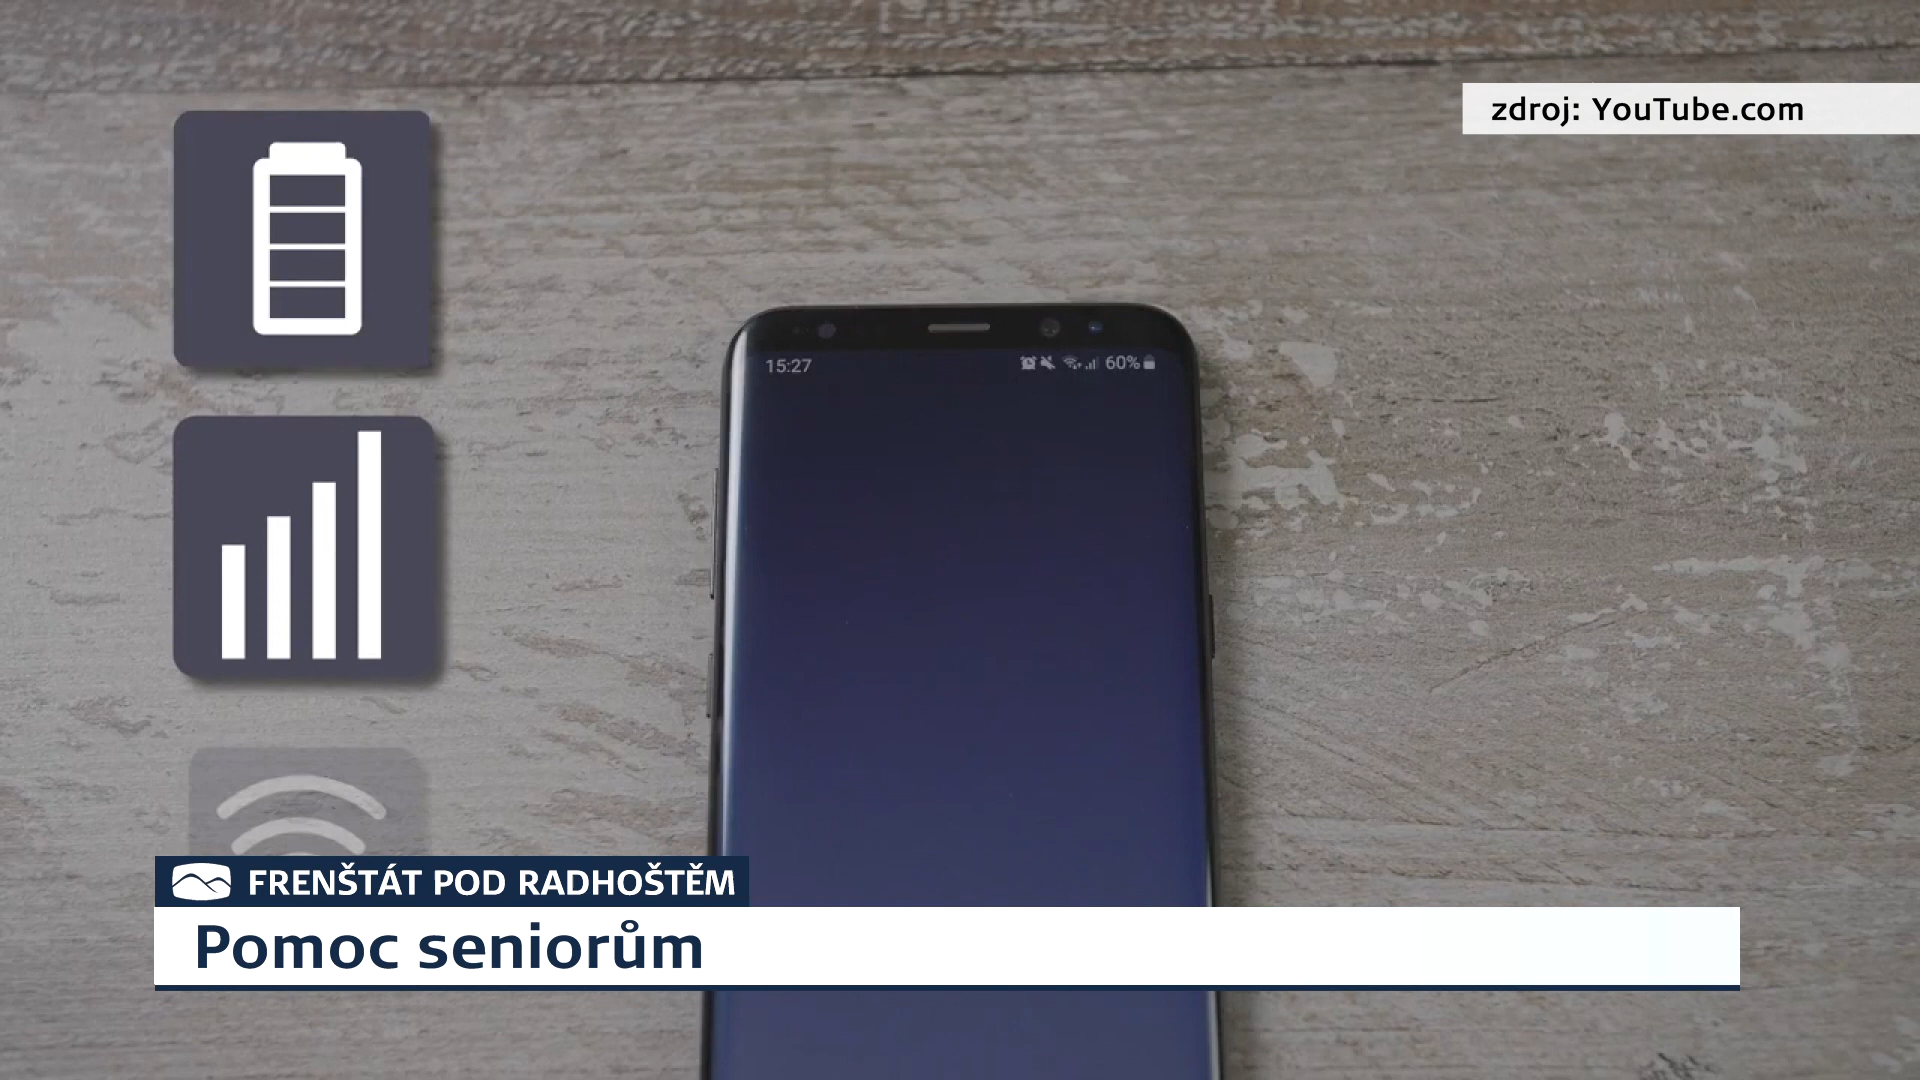 zdroj: YouTube.com
15:27
60%
FRENŠTÁT POD RADHOŠTĚM
Pomoc seniorům